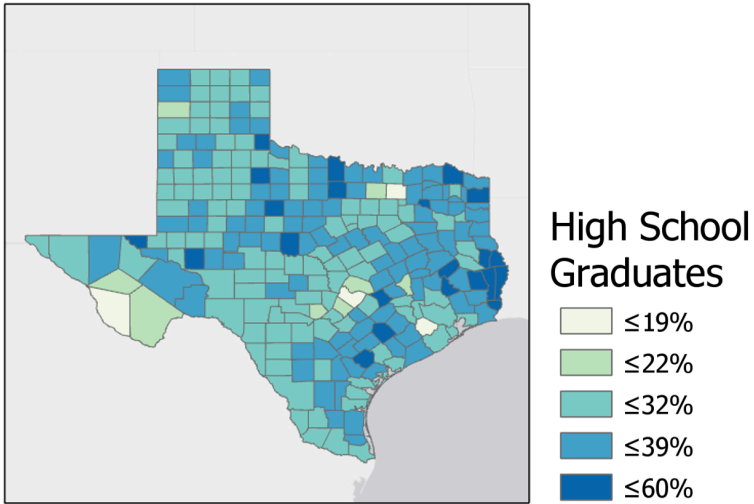 High School
Graduates
≤19%
≤22%
≤32%
≤39%
≤60%